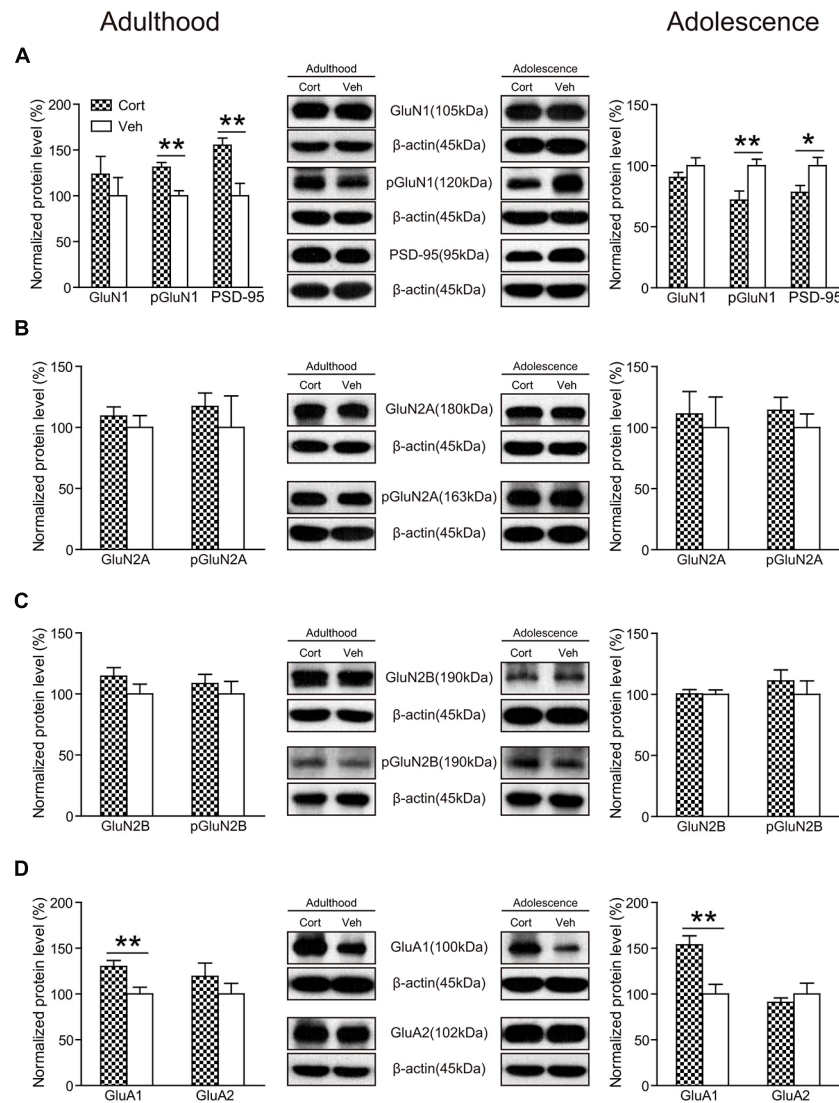 Adulthood
Adolescence
A
Normalized protein level (%)
200
150
100
50
0
Cort
Veh
**
**
GluN1 pGluN1 PSD-95
Adulthood
Cort Veh
Adolescence
Cort Veh
GluN1(105kDa)
β-actin(45kDa)
pGluN1(120kDa)
β-actin(45kDa)
PSD-95(95kDa)
β-actin(45kDa)
Normalized protein level (%)
150
100
50
0
**
*
GluN1 pGluN1 PSD-95
B
Normalized protein level (%)
150
100
50
0
GluN2A pGluN2A
Adulthood
Cort Veh
Adolescence
Cort Veh
GluN2A(180kDa)
β-actin(45kDa)
pGluN2A(163kDa)
β-actin(45kDa)
Normalized protein level (%)
150
100
50
0
GluN2A pGluN2A
C
Normalized protein level (%)
150
100
50
0
GluN2B pGluN2B
Adulthood
Cort Veh
Adolescence
Cort Veh
GluN2B(190kDa)
β-actin(45kDa)
pGluN2B(190kDa)
β-actin(45kDa)
Normalized protein level (%)
150
100
50
0
GluN2B pGluN2B
D
Normalized protein level (%)
200
150
100
50
0
**
GluA1 GluA2
Adulthood
Cort Veh
Adolescence
Cort Veh
GluA1(100kDa)
β-actin(45kDa)
GluA2(102kDa)
β-actin(45kDa)
Normalized protein level (%)
200
150
100
50
0
**
GluA1 GluA2